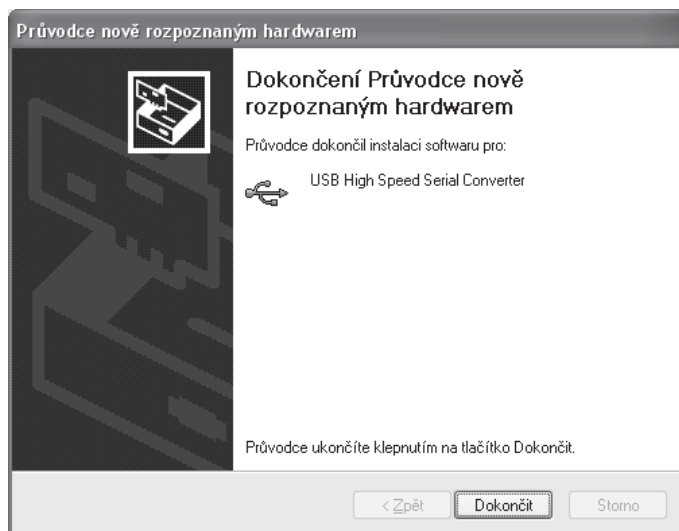 Průvodce nově rozpoznaným hardwarem
Dokončení Průvodce nově
rozpoznaným hardwarem
Průvodce dokončil instalaci softwaru pro:
USB High Speed Serial Converter
Průvodce ukončíte klepnutím na tlačítko Dokončit.
< Zpět
Dokončit
Storno